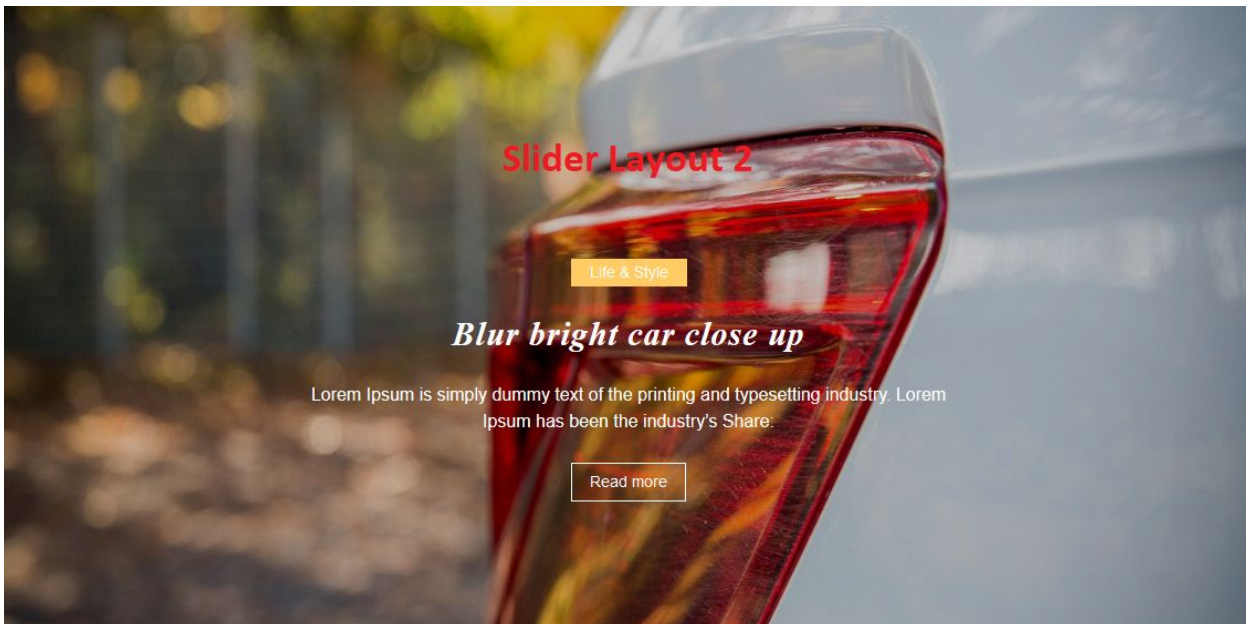 Slider Layout 2
Life & Style
Blur bright car close up
Lorem Ipsum is simply dummy text of the printing and typesetting industry. Lorem
Ipsum has been the industry’s Share:
Read more